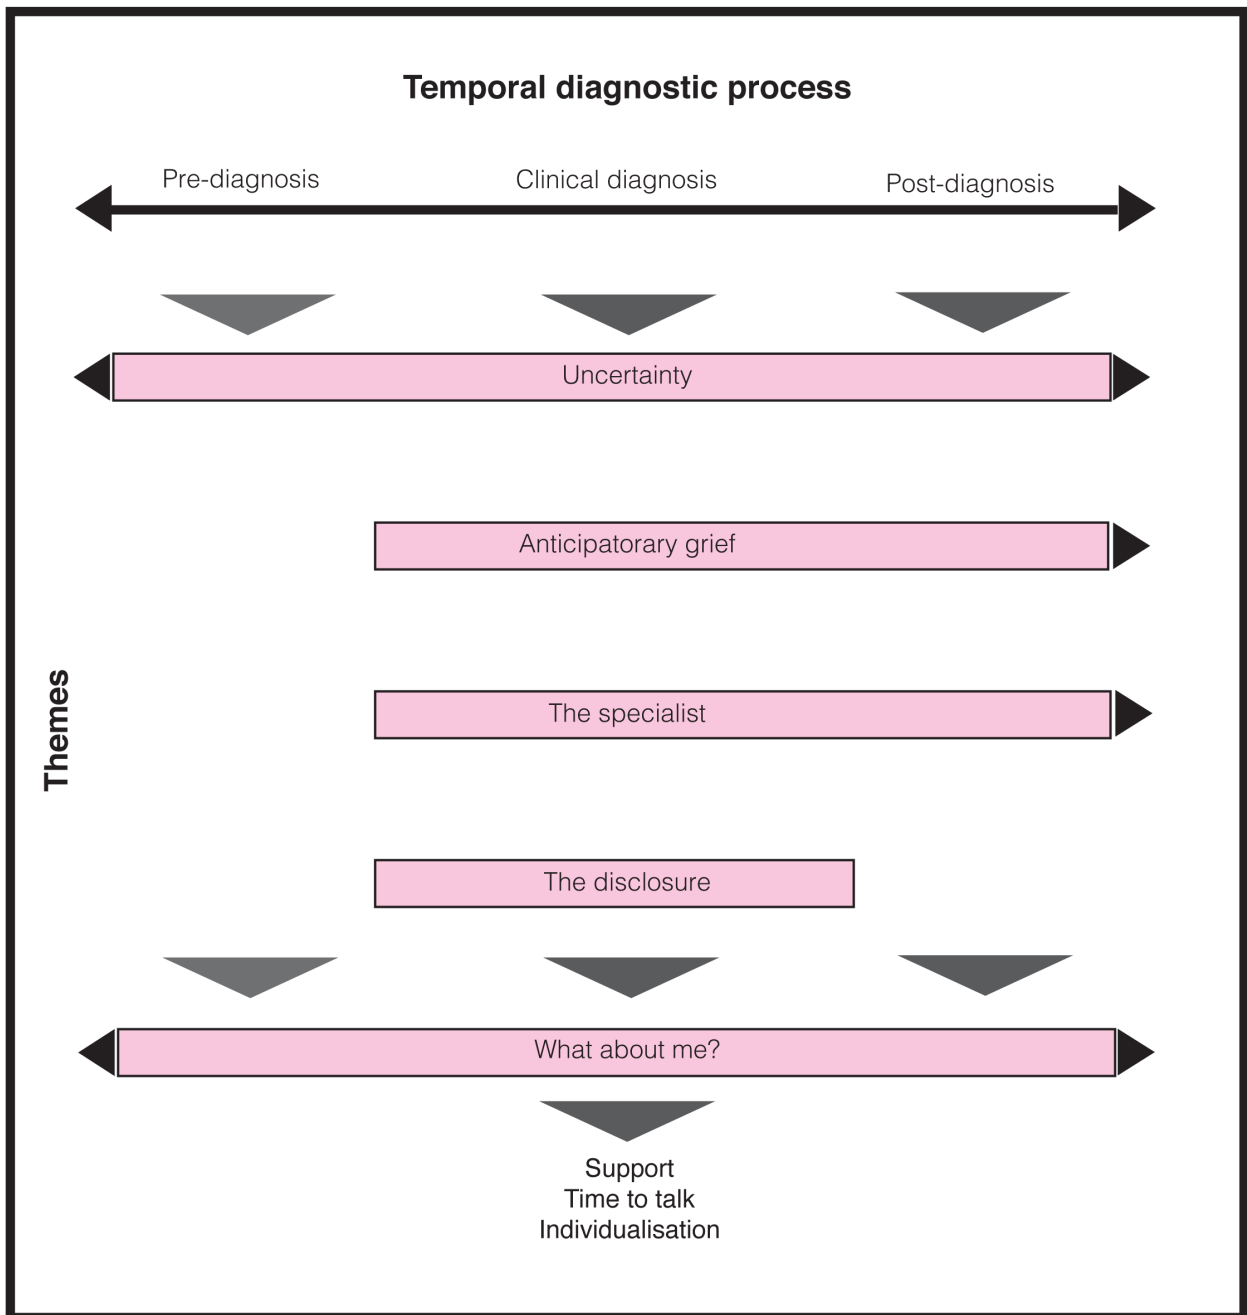 Temporal diagnostic process
Pre-diagnosis
Clinical diagnosis
Post-diagnosis
Uncertainty
Anticipatorary grief
The specialist
Themes
The disclosure
What about me?
Support
Time to talk
Individualisation